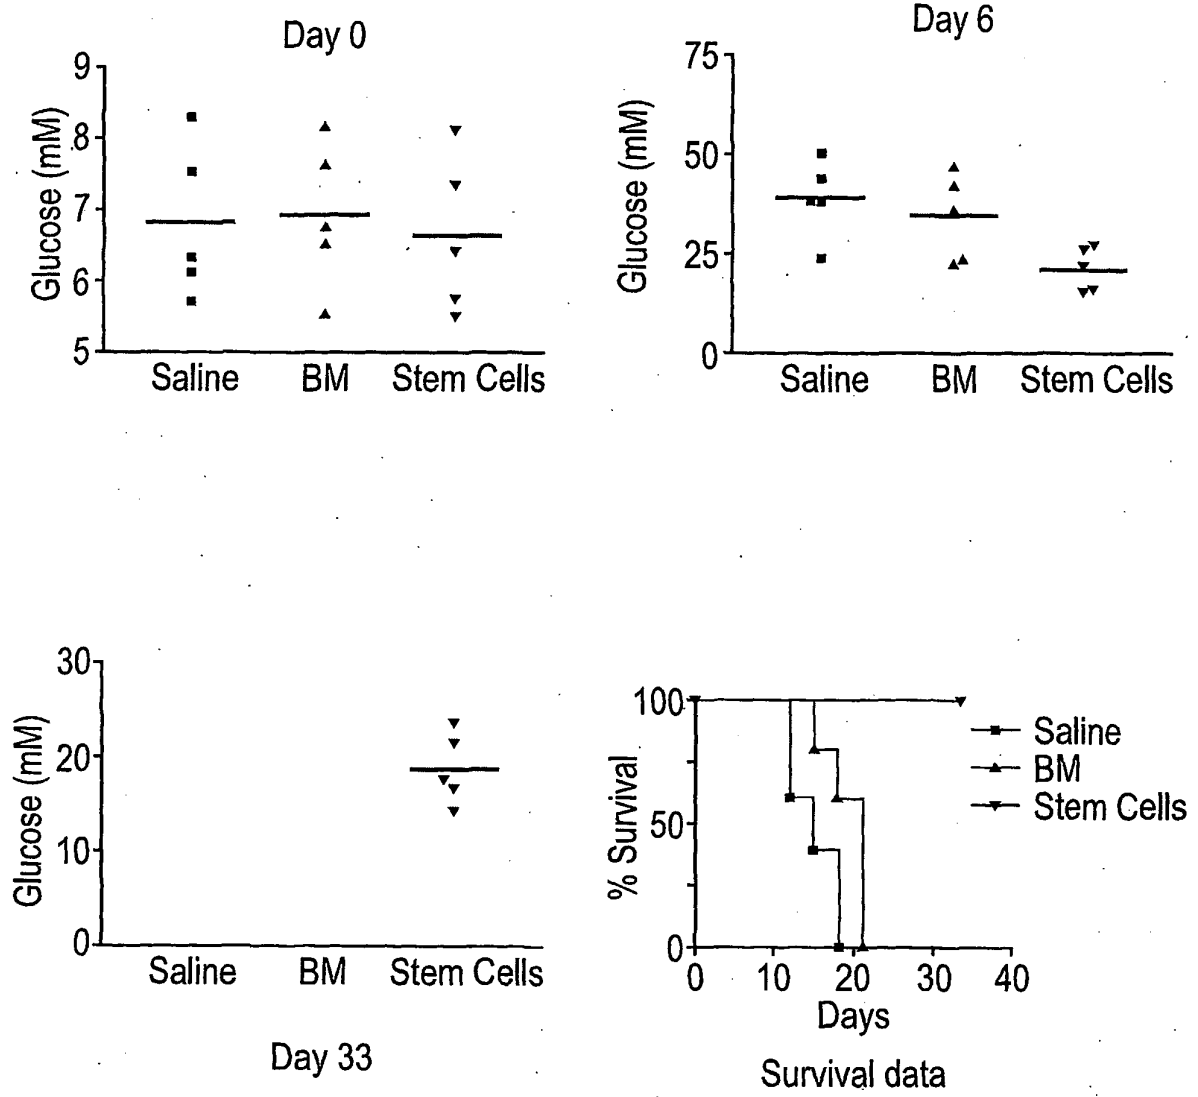 Day 0
9
8
7
6
5
Glucose (mM)
Saline BM Stem Cells
Day 6
75
50
25
0
Glucose (mM)
Saline BM Stem Cells
30
20
10
0
Glucose (mM)
Saline BM Stem Cells
Day 33
100
50
0
% Survival
0 10 20 30 40
Days
Saline
BM
Stem Cells
Survival data